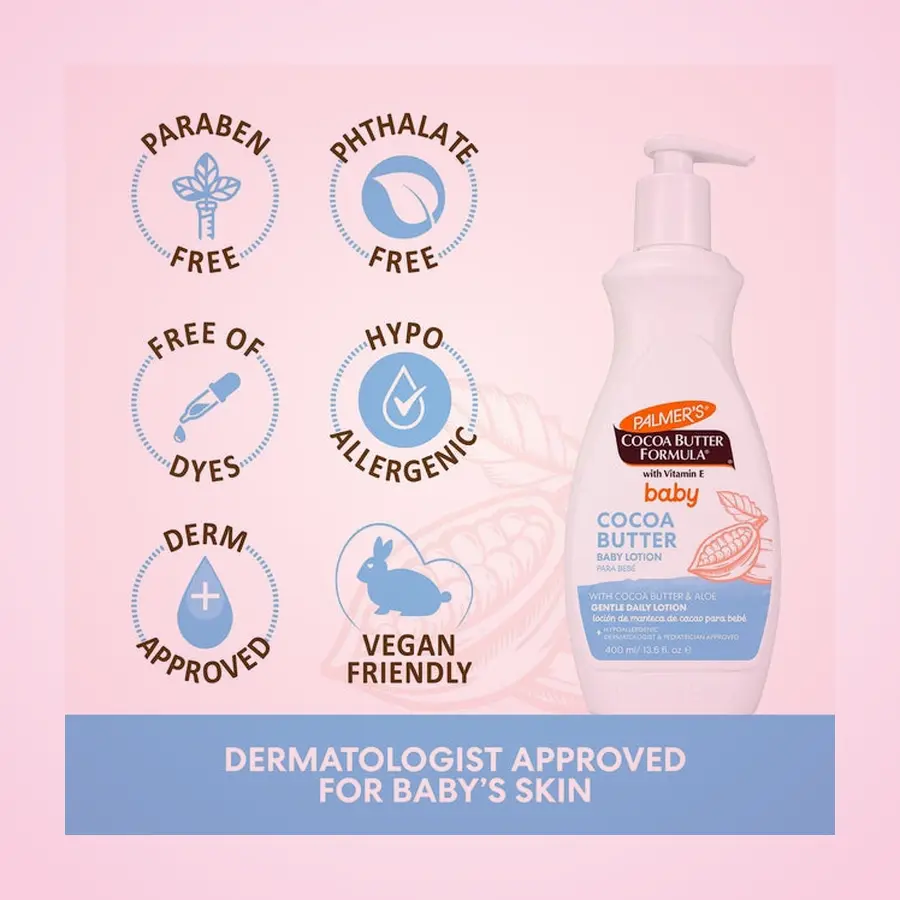 PARABEN
FREE
PHTHALATE
FREE
FREE OF
DYES
HYPO
ALLERGENIC
DERM
APPROVED
VEGAN
FRIENDLY
PALMER'S®
COCOA BUTTER
FORMULA®
with Vitamin E
baby
COCOA
BUTTER
BABY LOTION
PARA BEBÉ
WITH COCOA BUTTER & ALOE
GENTLE DAILY LOTION
loción de manteca de cacao para bebé
+ HYPOALLERGENIC
DERMATOLOGIST & PEDIATRICIAN APPROVED
400 ml/ 13.5 fl. oz e
DERMATOLOGIST APPROVED
FOR BABY'S SKIN